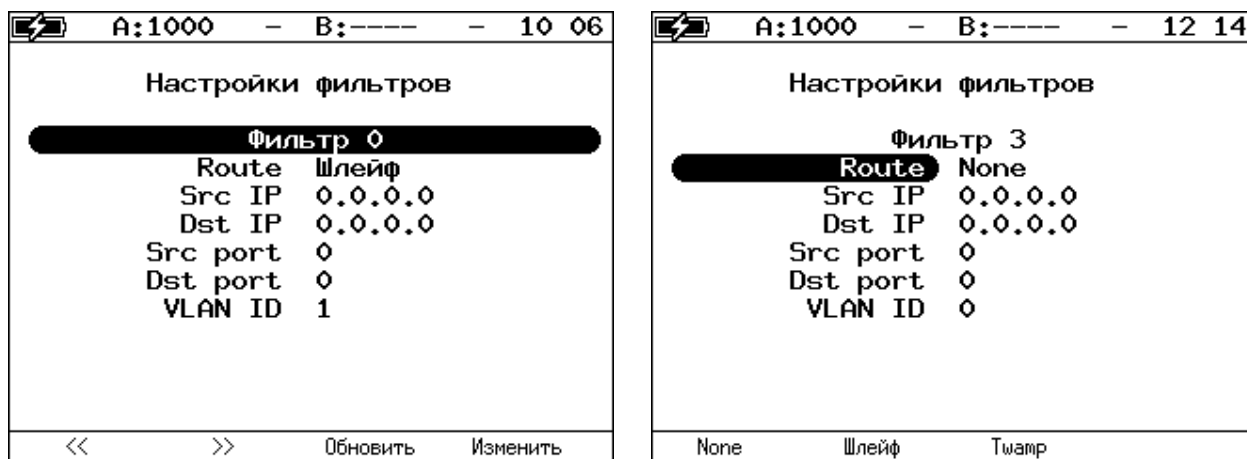 A:1000 – B:---- – 10 06
Настройки фильтров
Фильтр 0
Route Шлейф
Src IP 0.0.0.0
Dst IP 0.0.0.0
Src port 0
Dst port 0
VLAN ID 1
<< >> Обновить Изменить
A:1000 – B:---- – 12 14
Настройки фильтров
Фильтр 3
Route None
Src IP 0.0.0.0
Dst IP 0.0.0.0
Src port 0
Dst port 0
VLAN ID 0
None Шлейф Twamp